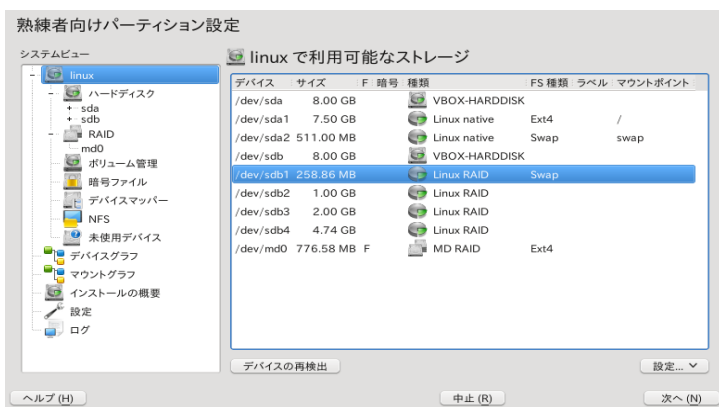 熟練者向けパーティション設定
システムビュー
linux
ハードディスク
sda
sdb
RAID
md0
ボリューム管理
暗号ファイル
デバイスマッパー
NFS
未使用デバイス
デバイスグラフ
マウントグラフ
インストールの概要
設定
ログ
linux で利用可能なストレージ
デバイス サイズ F 暗号 種類 FS 種類 ラベル マウントポイント
/dev/sda 8.00 GB VBOX-HARDDISK
/dev/sda1 7.50 GB Linux native Ext4 /
/dev/sda2 511.00 MB Linux native Swap swap
/dev/sdb 8.00 GB VBOX-HARDDISK
/dev/sdb1 258.86 MB Linux RAID Swap
/dev/sdb2 1.00 GB Linux RAID
/dev/sdb3 2.00 GB Linux RAID
/dev/sdb4 4.74 GB Linux RAID
/dev/md0 776.58 MB F MD RAID Ext4
デバイスの再検出 設定...
ヘルプ (H) 中止 (R) 次へ (N)